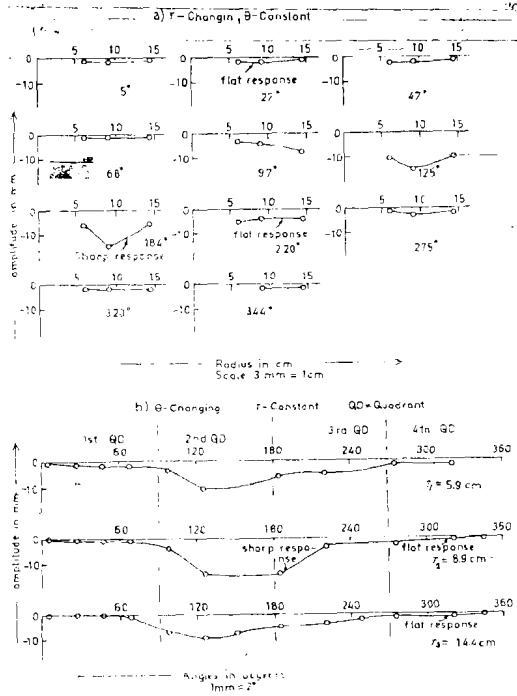 a) r-Changin, θ-Constant
5 10 15 5 10 15 5 10 15
0 0 0
-10 -10 -10
flat response
5° 27° 47°
5 10 15 5 10 15 5 10 15
0 0 0
-10 -10 -10
68° 97° 125°
5 10 15 5 10 15 5 10 15
0 0 0
-10 -10 -10
184° flat response 275°
Sharp response 220°
5 10 15 5 10 15
0 0
-10 -10
320° 344°
amplitude in mm
Radius in cm
Scale 3 mm = 1cm
b) θ-Changing r-Constant QD=Quadrant
1st QD 2nd QD 3rd QD 4th QD
60 120 180 240 300 360
0
-10
r₁ = 5.9 cm
60 120 180 240 300 360
0
-10
sharp respo-
nse
flat response
r₂ = 8.9 cm
60 120 180 240 300 360
0
-10
flat response
r₃ = 14.4 cm
amplitude in mm
Angles in degrees
1mm = 2°